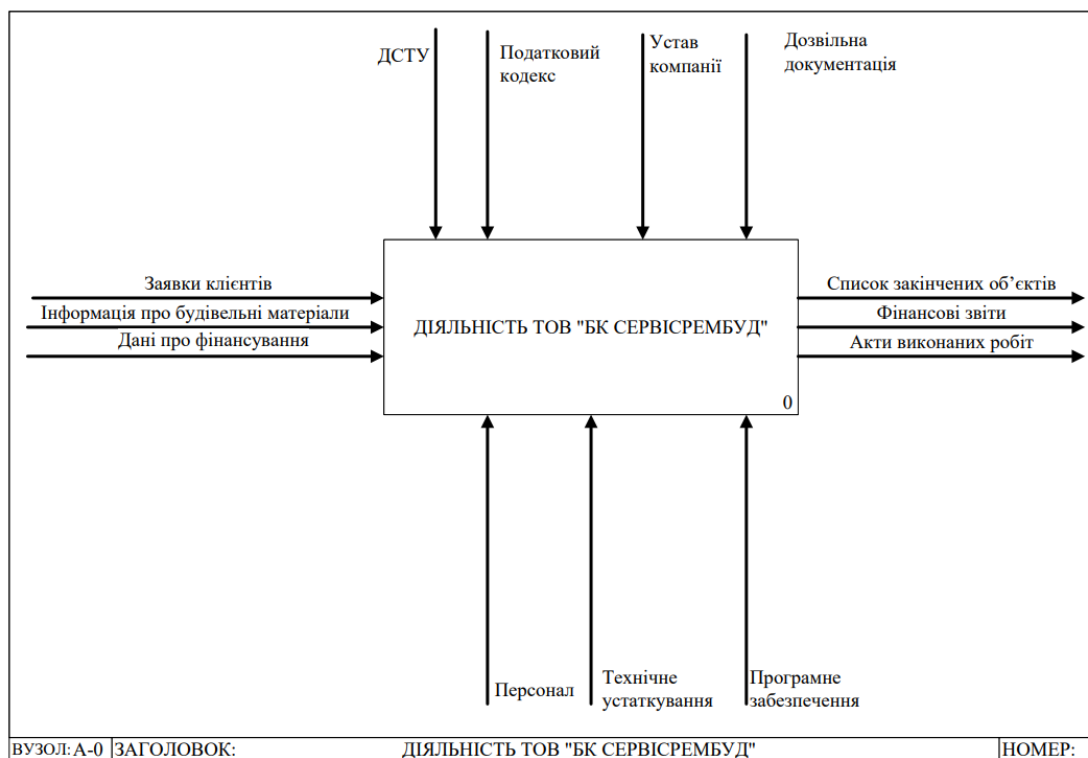 ДСТУ
Податковий
кодекс
Устав
компанії
Дозвільна
документація
Заявки клієнтів
Інформація про будівельні матеріали
Дані про фінансування
ДІЯЛЬНІСТЬ ТОВ "БК СЕРВІСРЕМБУД"
0
Список закінчених об’єктів
Фінансові звіти
Акти виконаних робіт
Персонал
Технічне
устаткування
Програмне
забезпечення
ВУЗОЛ: А-0 ЗАГОЛОВОК: ДІЯЛЬНІСТЬ ТОВ "БК СЕРВІСРЕМБУД" НОМЕР: